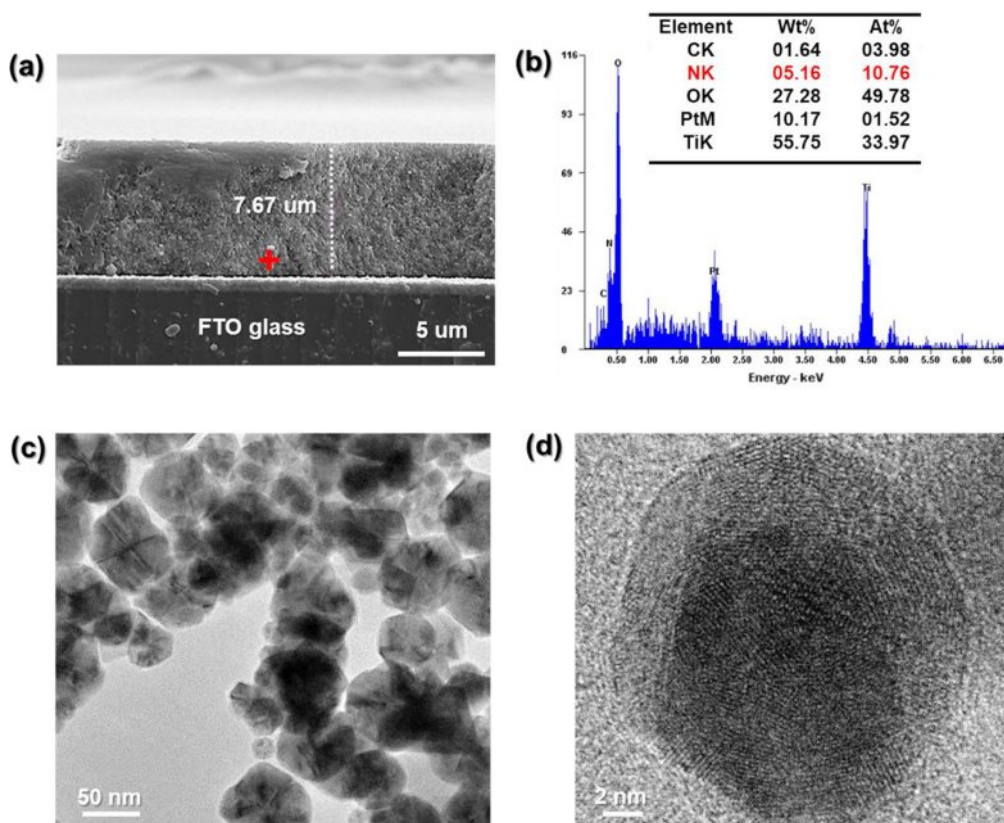 (a)
7.67 um
FTO glass
5 um
(b)
Element Wt% At%
CK 01.64 03.98
NK 05.16 10.76
OK 27.28 49.78
PtM 10.17 01.52
TiK 55.75 33.97
116
93
69
46
23
0
O
N
C
Pt
Ti
0.50 1.00 1.50 2.00 2.50 3.00 3.50 4.00 4.50 5.00 5.50 6.00 6.50
Energy - keV
(c)
50 nm
(d)
2 nm